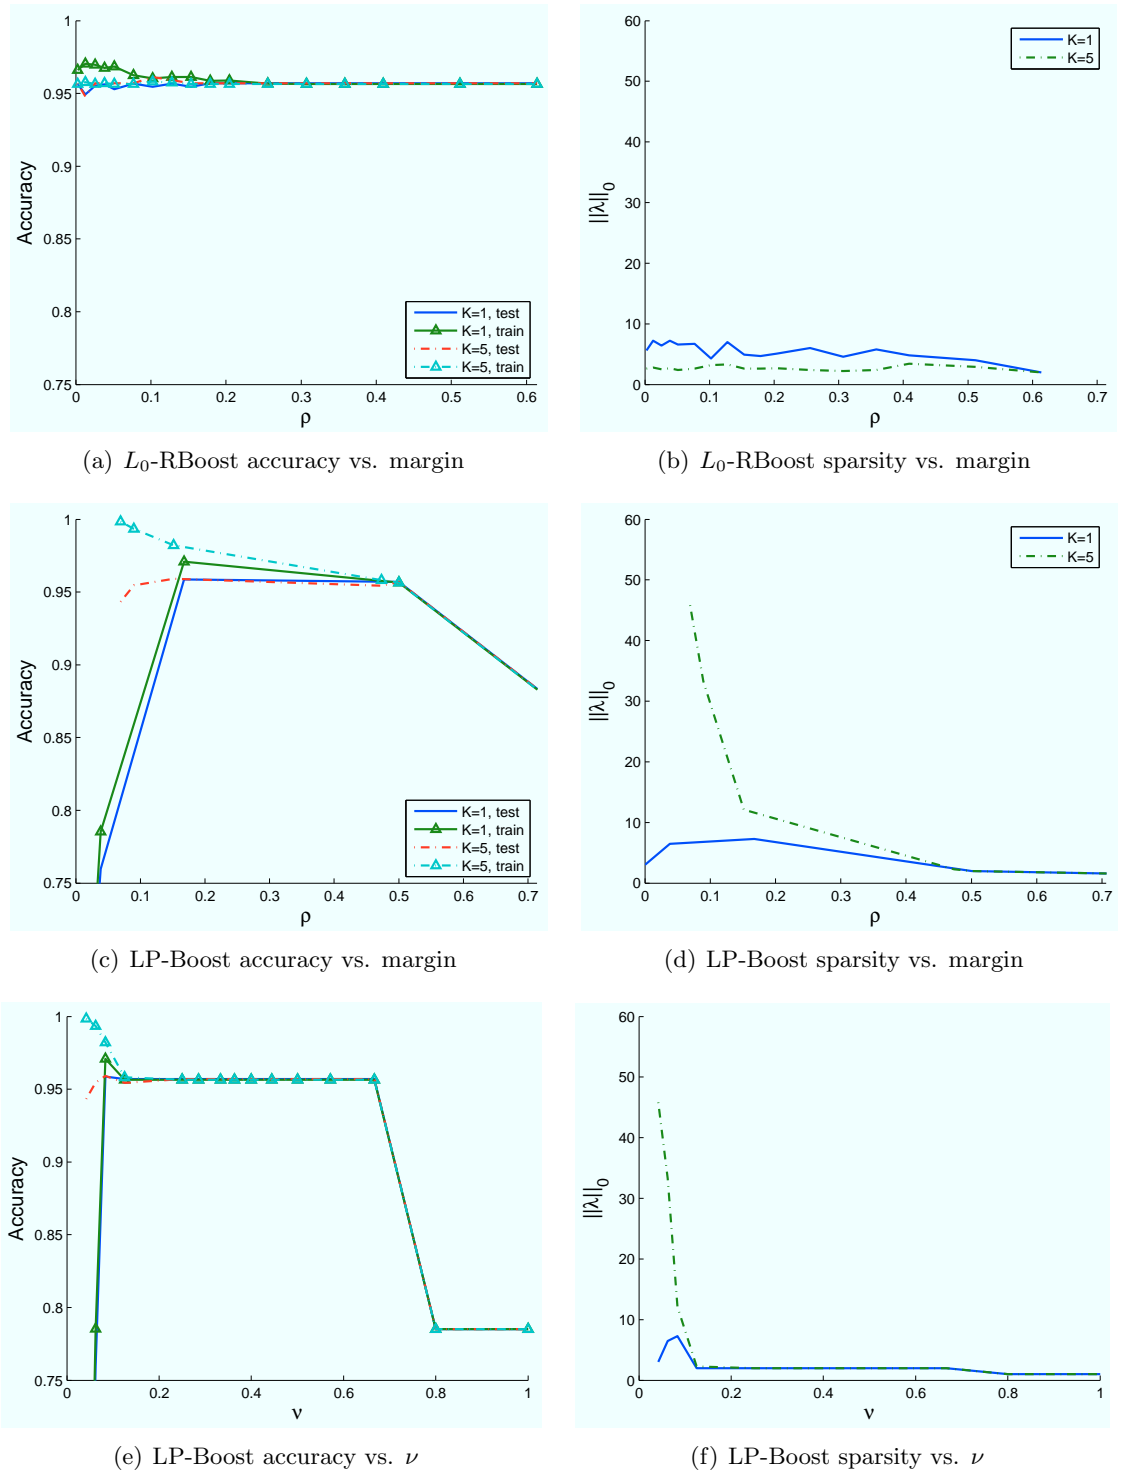 1
0.95
0.9
0.85
0.8
0.75
0 0.1 0.2 0.3 0.4 0.5 0.6
Accuracy
ρ
K=1, test
K=1, train
K=5, test
K=5, train
(a) L₀-RBoost accuracy vs. margin
60
50
40
30
20
10
0
0 0.1 0.2 0.3 0.4 0.5 0.6 0.7
||λ||₀
ρ
K=1
K=5
(b) L₀-RBoost sparsity vs. margin
1
0.95
0.9
0.85
0.8
0.75
0 0.1 0.2 0.3 0.4 0.5 0.6 0.7
Accuracy
ρ
K=1, test
K=1, train
K=5, test
K=5, train
(c) LP-Boost accuracy vs. margin
60
50
40
30
20
10
0
0 0.1 0.2 0.3 0.4 0.5 0.6 0.7
||λ||₀
ρ
K=1
K=5
(d) LP-Boost sparsity vs. margin
1
0.95
0.9
0.85
0.8
0.75
0 0.2 0.4 0.6 0.8 1
Accuracy
ν
(e) LP-Boost accuracy vs. ν
60
50
40
30
20
10
0
0 0.2 0.4 0.6 0.8 1
||λ||₀
ν
(f) LP-Boost sparsity vs. ν